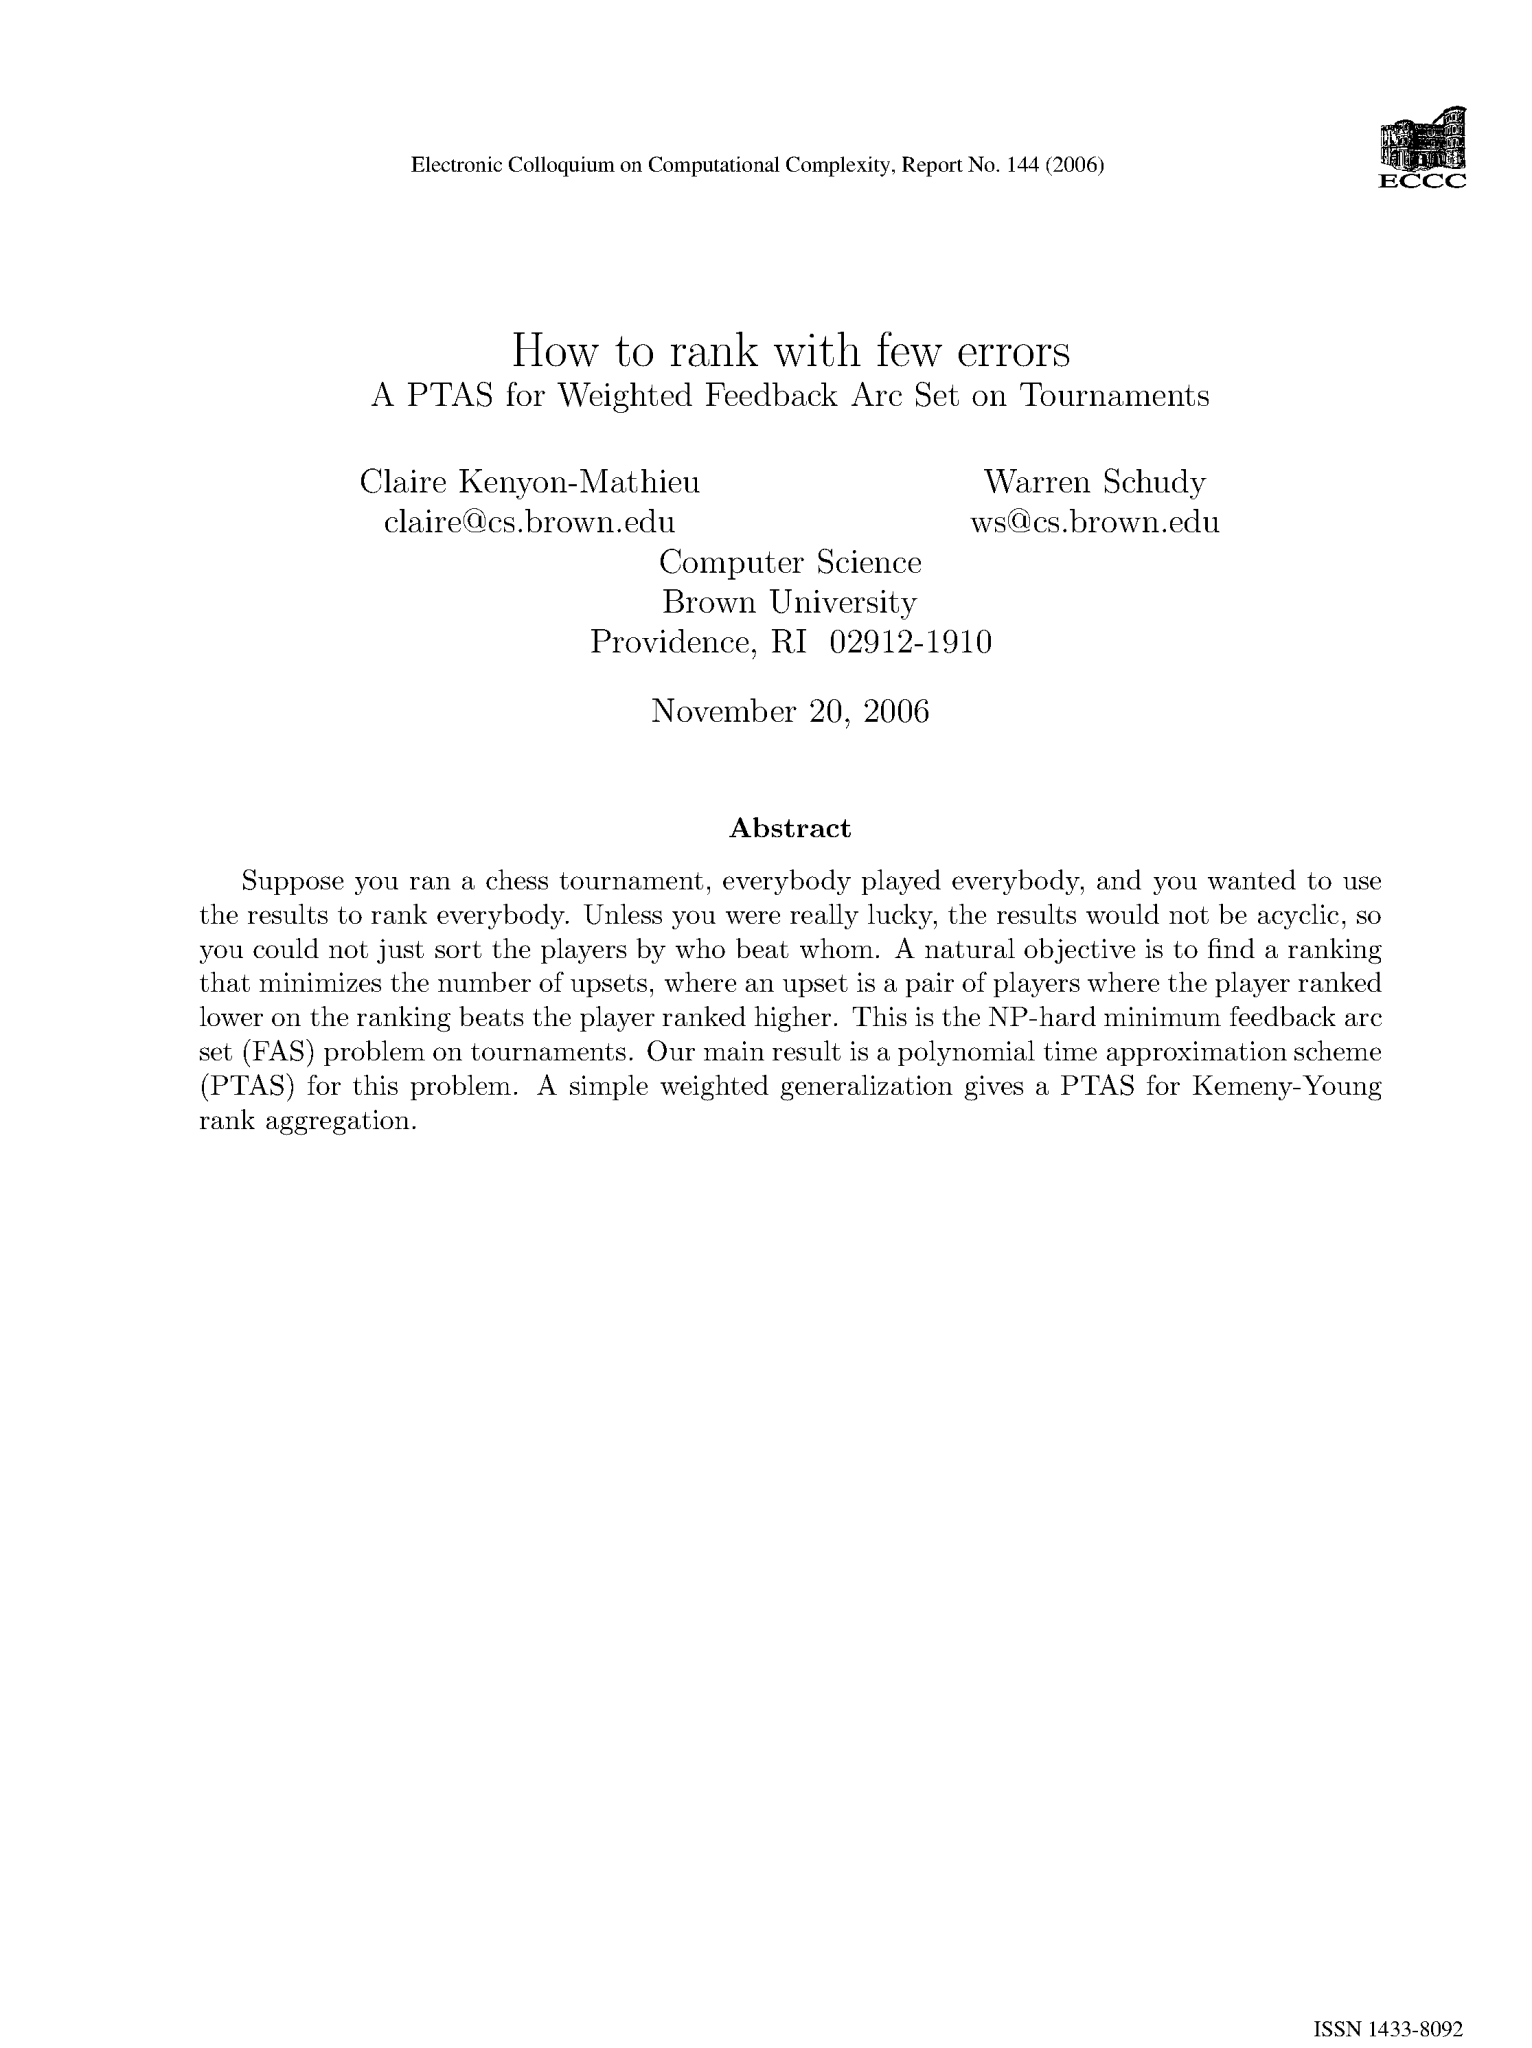 Electronic Colloquium on Computational Complexity, Report No. 144 (2006)
ECCC
How to rank with few errors
A PTAS for Weighted Feedback Arc Set on Tournaments
Claire Kenyon-Mathieu
claire@cs.brown.edu
Warren Schudy
ws@cs.brown.edu
Computer Science
Brown University
Providence, RI 02912-1910
November 20, 2006
Abstract
Suppose you ran a chess tournament, everybody played everybody, and you wanted to use
the results to rank everybody. Unless you were really lucky, the results would not be acyclic, so
you could not just sort the players by who beat whom. A natural objective is to find a ranking
that minimizes the number of upsets, where an upset is a pair of players where the player ranked
lower on the ranking beats the player ranked higher. This is the NP-hard minimum feedback arc
set (FAS) problem on tournaments. Our main result is a polynomial time approximation scheme
(PTAS) for this problem. A simple weighted generalization gives a PTAS for Kemeny-Young
rank aggregation.
ISSN 1433-8092